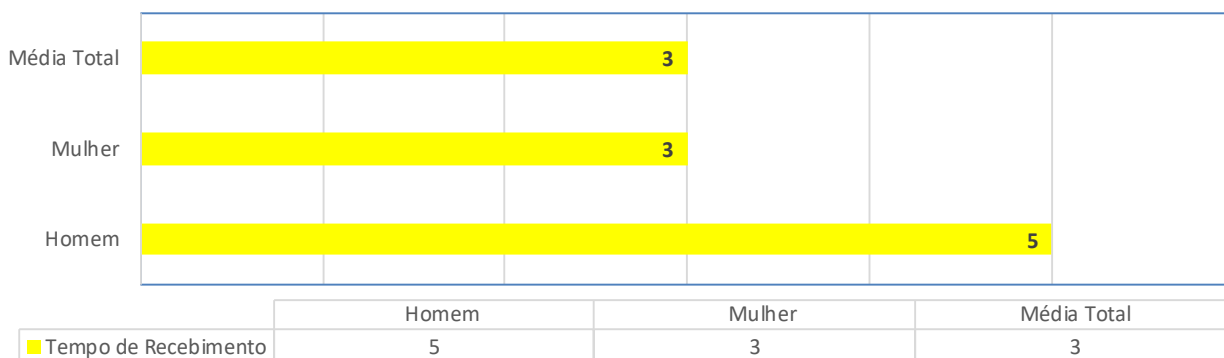 Média Total 3
Mulher 3
Homem 5
Homem Mulher Média Total
Tempo de Recebimento 5 3 3